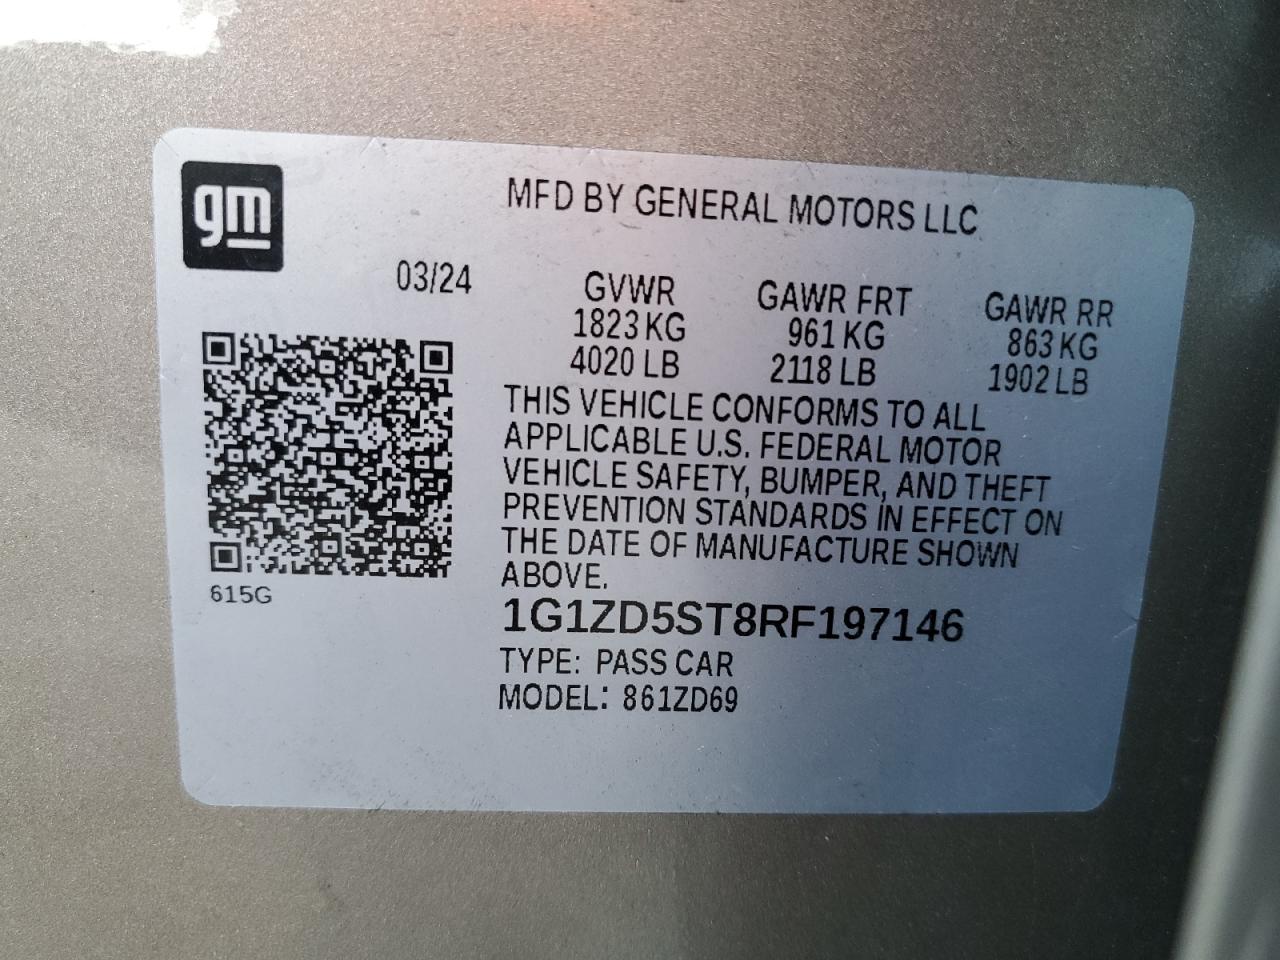 gm
MFD BY GENERAL MOTORS LLC
03/24
GVWR GAWR FRT GAWR RR
1823 KG 961 KG 863 KG
4020 LB 2118 LB 1902 LB
THIS VEHICLE CONFORMS TO ALL
APPLICABLE U.S. FEDERAL MOTOR
VEHICLE SAFETY, BUMPER, AND THEFT
PREVENTION STANDARDS IN EFFECT ON
THE DATE OF MANUFACTURE SHOWN
ABOVE.
615G
1G1ZD5ST8RF197146
TYPE: PASS CAR
MODEL: 861ZD69